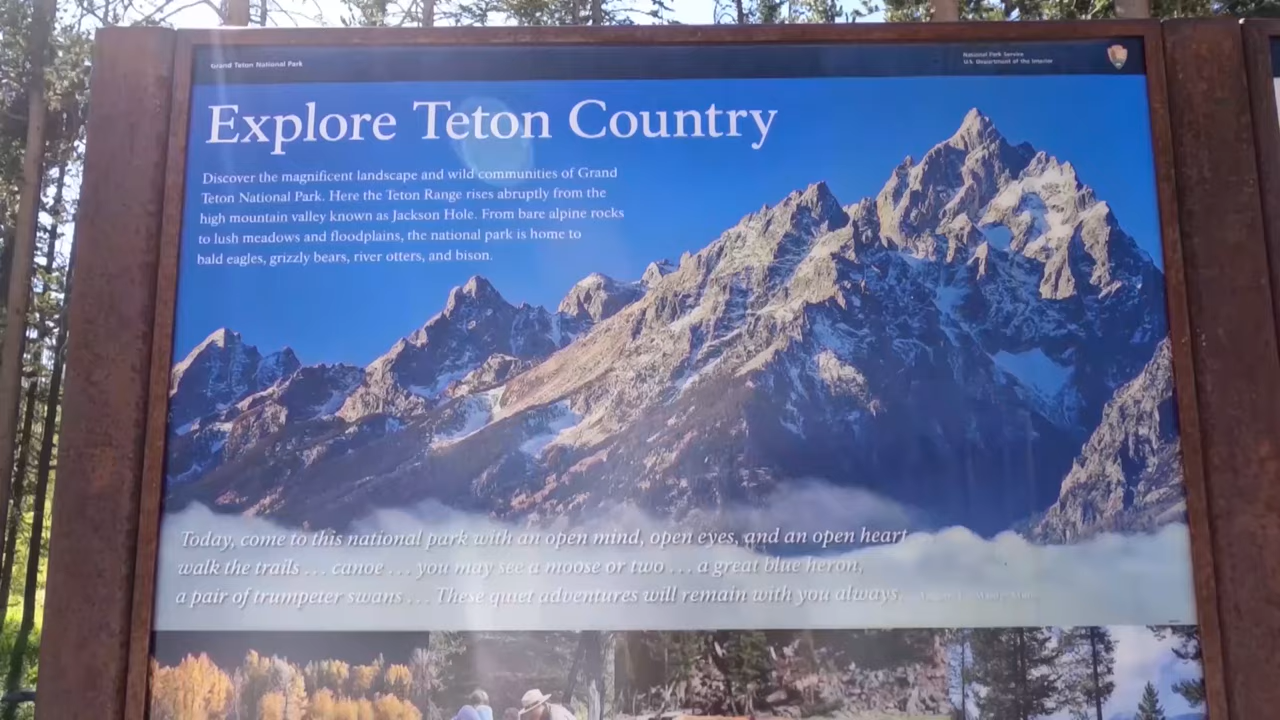 Grand Teton National Park
National Park Service
U.S. Department of the Interior
Explore Teton Country
Discover the magnificent landscape and wild communities of Grand
Teton National Park. Here the Teton Range rises abruptly from the
high mountain valley known as Jackson Hole. From bare alpine rocks
to lush meadows and floodplains, the national park is home to
bald eagles, grizzly bears, river otters, and bison.
Today, come to this national park with an open mind, open eyes, and an open heart
walk the trails ... canoe ... you may see a moose or two ... a great blue heron,
a pair of trumpeter swans ... These quiet adventures will remain with you always.